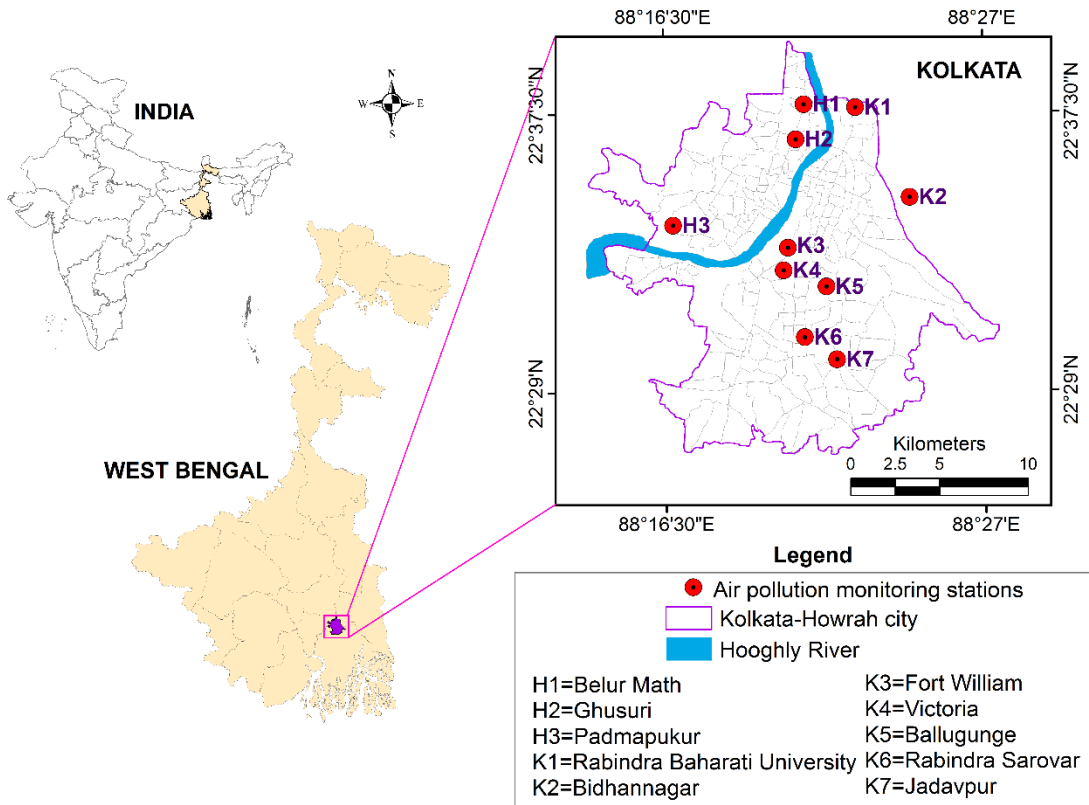 INDIA
N
W E
S
WEST BENGAL
88°16'30"E 88°27'E
KOLKATA
22°37'30"N 22°37'30"N
H1 K1
H2
K2
H3
K3
K4
K5
K6
K7
22°29'N 22°29'N
Kilometers
0 2.5 5 10
88°16'30"E 88°27'E
Legend
Air pollution monitoring stations
Kolkata-Howrah city
Hooghly River
H1=Belur Math
H2=Ghusuri
H3=Padmapukur
K1=Rabindra Baharati University
K2=Bidhannagar
K3=Fort William
K4=Victoria
K5=Ballugunge
K6=Rabindra Sarovar
K7=Jadavpur